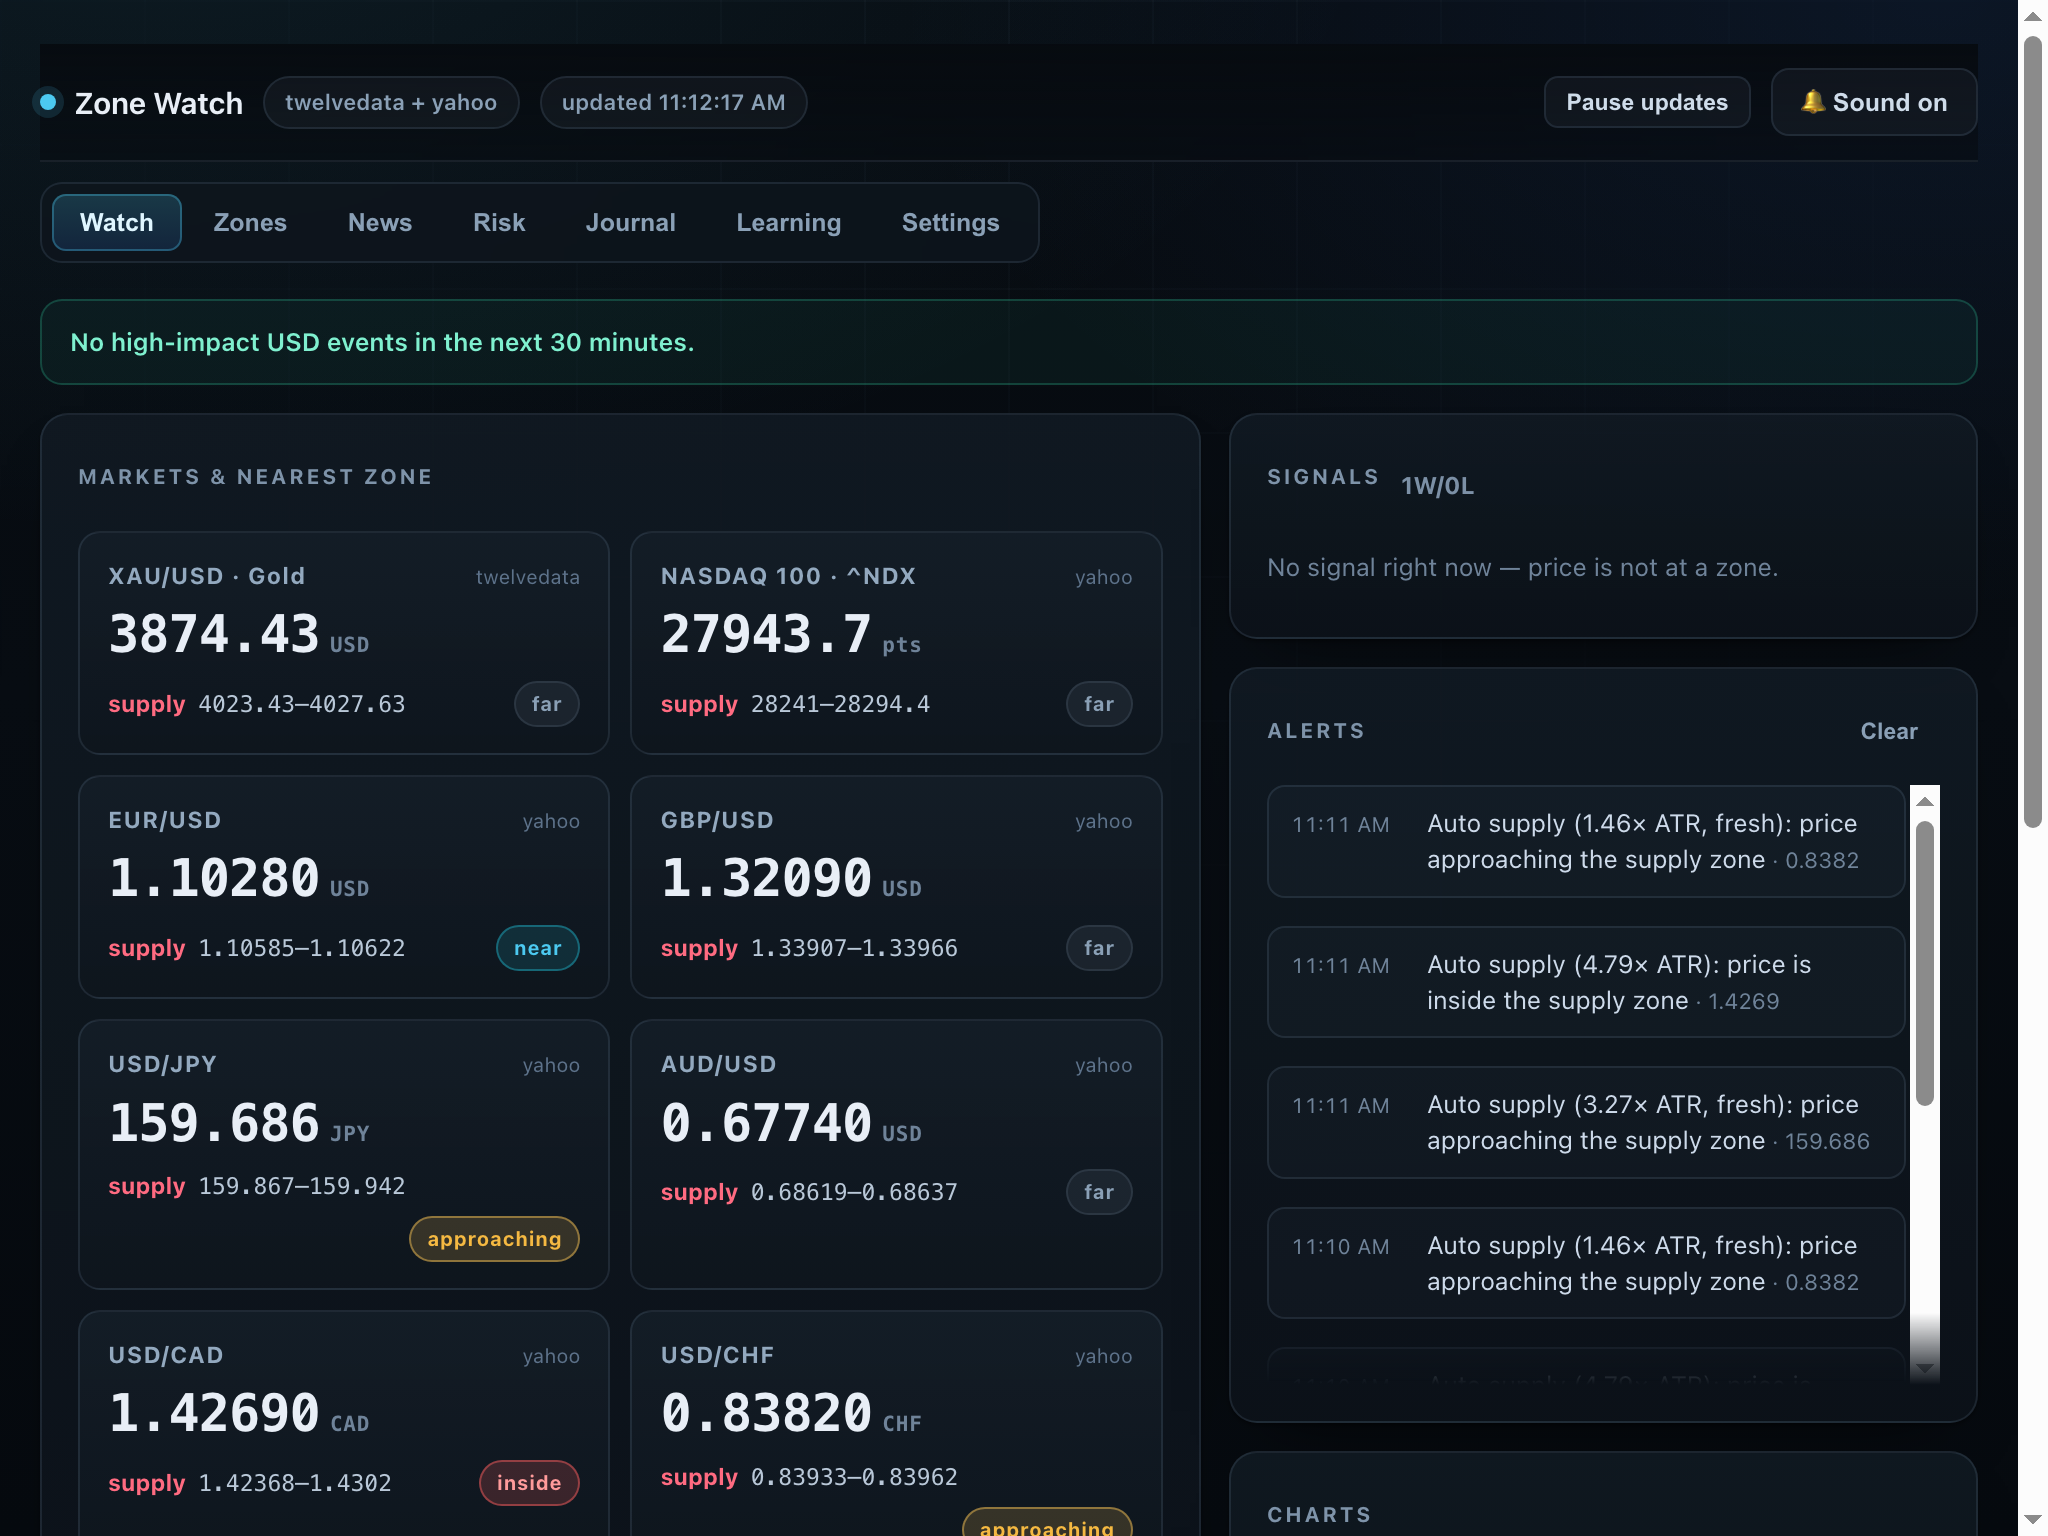 Zone Watch
twelvedata + yahoo
updated 11:12:17 AM
Pause updates
🔔 Sound on
Watch
Zones
News
Risk
Journal
Learning
Settings
No high-impact USD events in the next 30 minutes.
MARKETS & NEAREST ZONE
XAU/USD · Gold
twelvedata
3874.43 USD
supply 4023.43–4027.63
far
NASDAQ 100 · ^NDX
yahoo
27943.7 pts
supply 28241–28294.4
far
EUR/USD
yahoo
1.10280 USD
supply 1.10585–1.10622
near
GBP/USD
yahoo
1.32090 USD
supply 1.33907–1.33966
far
USD/JPY
yahoo
159.686 JPY
supply 159.867–159.942
approaching
AUD/USD
yahoo
0.67740 USD
supply 0.68619–0.68637
far
USD/CAD
yahoo
1.42690 CAD
supply 1.42368–1.4302
inside
USD/CHF
yahoo
0.83820 CHF
supply 0.83933–0.83962
approaching
SIGNALS
1W/0L
No signal right now — price is not at a zone.
ALERTS
Clear
11:11 AM
Auto supply (1.46× ATR, fresh): price
approaching the supply zone · 0.8382
11:11 AM
Auto supply (4.79× ATR): price is
inside the supply zone · 1.4269
11:11 AM
Auto supply (3.27× ATR, fresh): price
approaching the supply zone · 159.686
11:10 AM
Auto supply (1.46× ATR, fresh): price
approaching the supply zone · 0.8382
Auto supply (4.79× ATR): price is
CHARTS